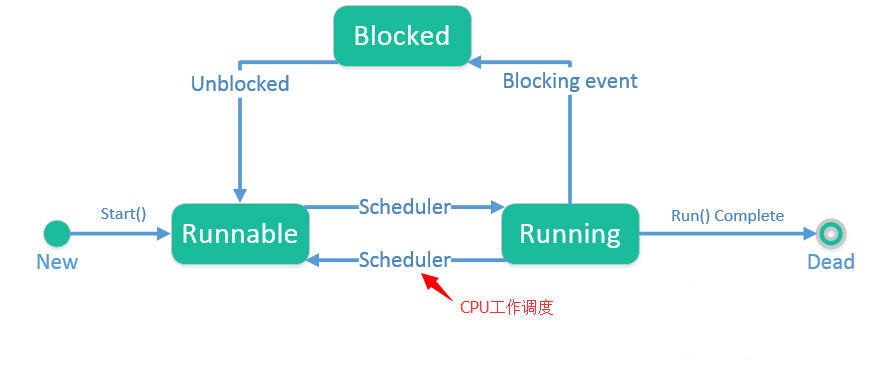 Blocked
Unblocked
Blocking event
Start()
Scheduler
Run() Complete
Runnable
Running
New
Scheduler
Dead
CPU工作调度